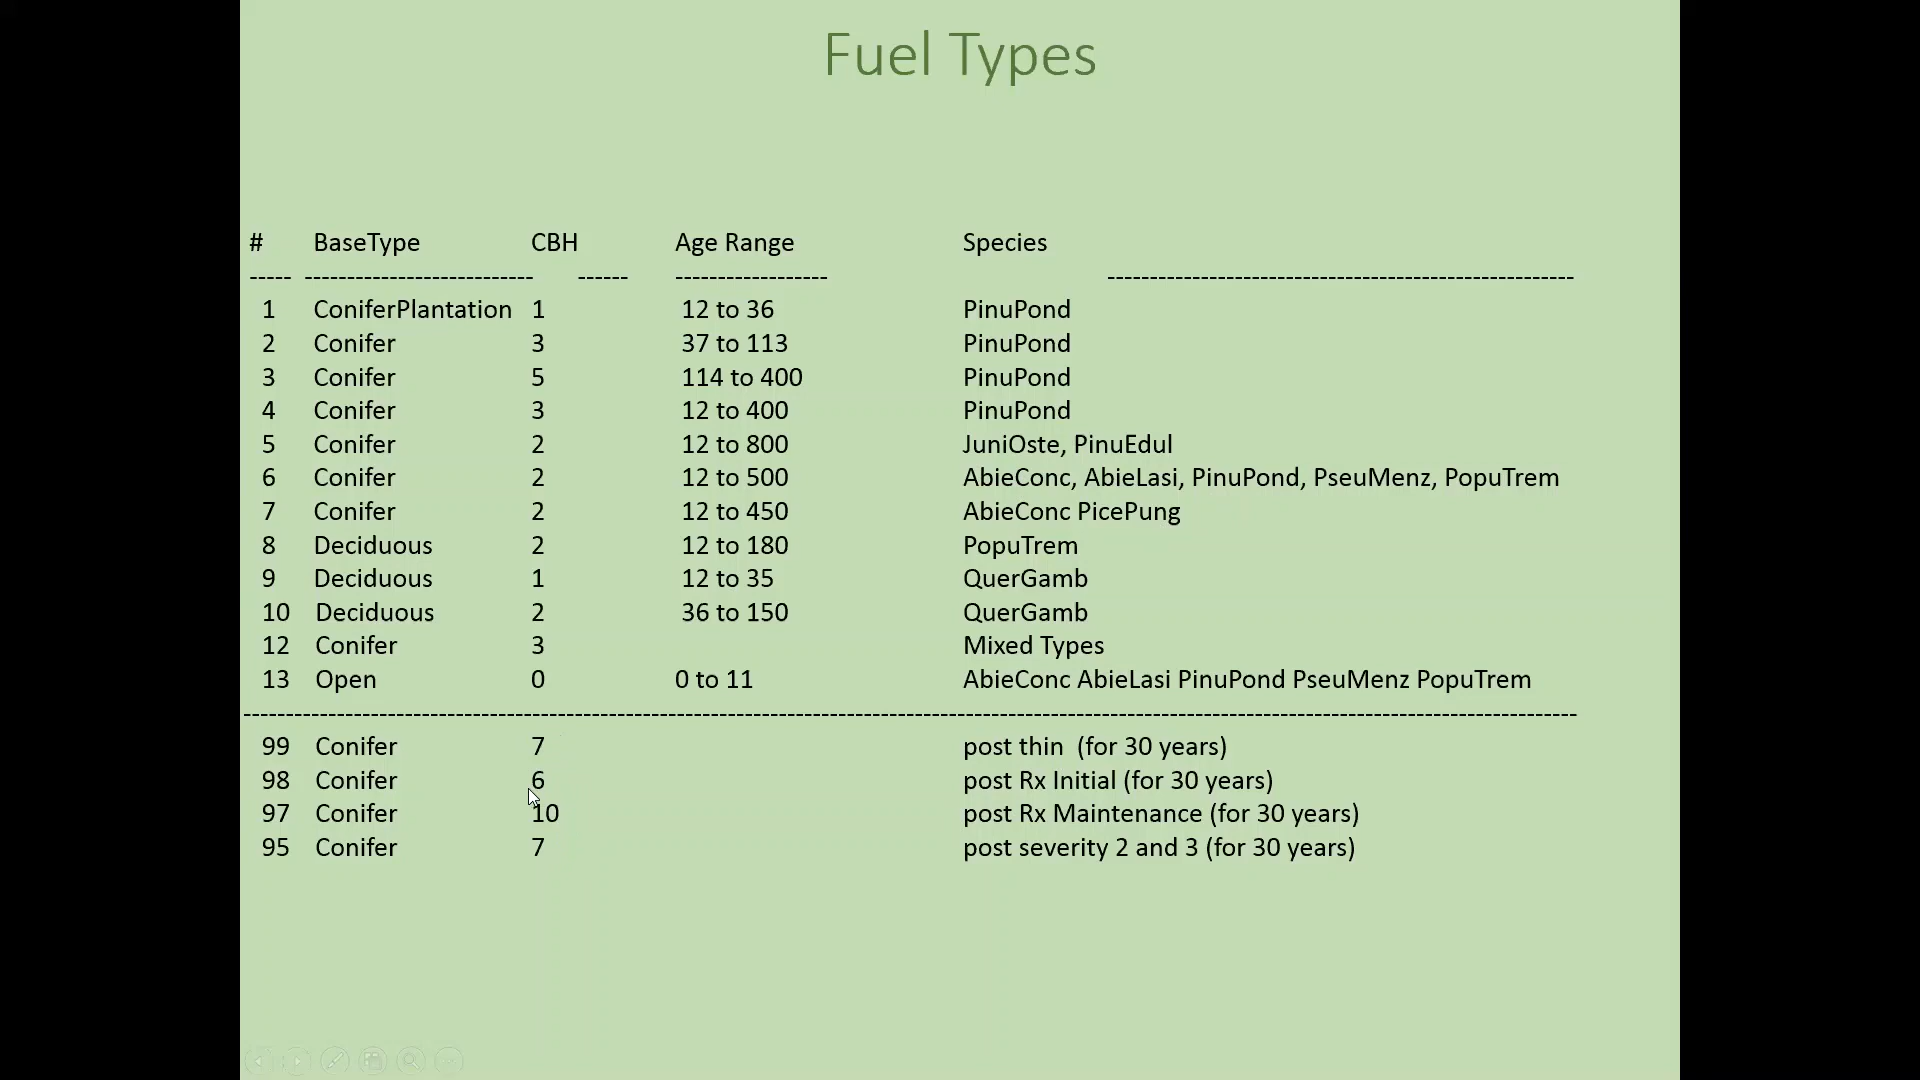 Fuel Types
# BaseType CBH Age Range Species
----- --------------------------- ------ ------------------ -------------------------------------------------------
1 ConiferPlantation 1 12 to 36 PinuPond
2 Conifer 3 37 to 113 PinuPond
3 Conifer 5 114 to 400 PinuPond
4 Conifer 3 12 to 400 PinuPond
5 Conifer 2 12 to 800 JuniOste, PinuEdul
6 Conifer 2 12 to 500 AbieConc, AbieLasi, PinuPond, PseuMenz, PopuTrem
7 Conifer 2 12 to 450 AbieConc PicePung
8 Deciduous 2 12 to 180 PopuTrem
9 Deciduous 1 12 to 35 QuerGamb
10 Deciduous 2 36 to 150 QuerGamb
12 Conifer 3 Mixed Types
13 Open 0 0 to 11 AbieConc AbieLasi PinuPond PseuMenz PopuTrem
--------------------------------------------------------------------------------------------------------------------------------------------------------------
99 Conifer 7 post thin (for 30 years)
98 Conifer 6 post Rx Initial (for 30 years)
97 Conifer 10 post Rx Maintenance (for 30 years)
95 Conifer 7 post severity 2 and 3 (for 30 years)